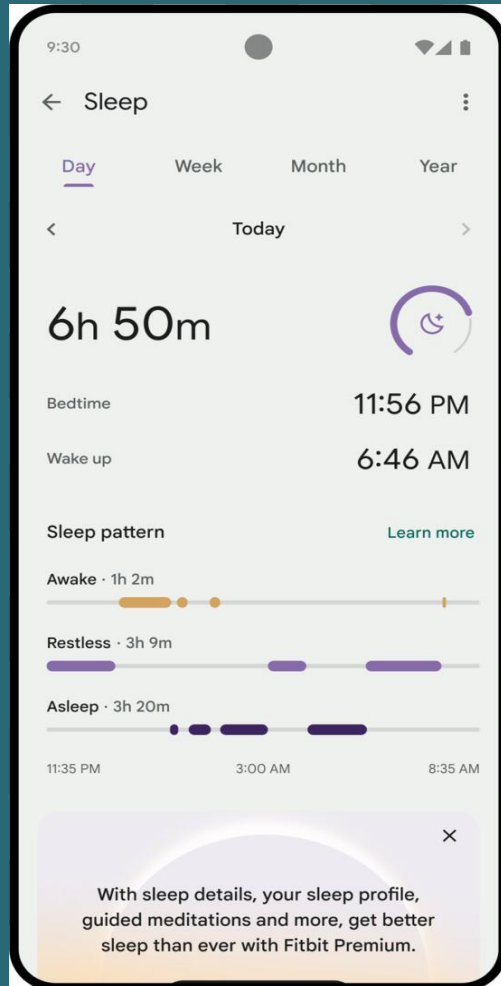 9:30
Sleep
Day Week Month Year
Today
6h 50m
Bedtime 11:56 PM
Wake up 6:46 AM
Sleep pattern Learn more
Awake · 1h 2m
Restless · 3h 9m
Asleep · 3h 20m
11:35 PM 3:00 AM 8:35 AM
With sleep details, your sleep profile,
guided meditations and more, get better
sleep than ever with Fitbit Premium.